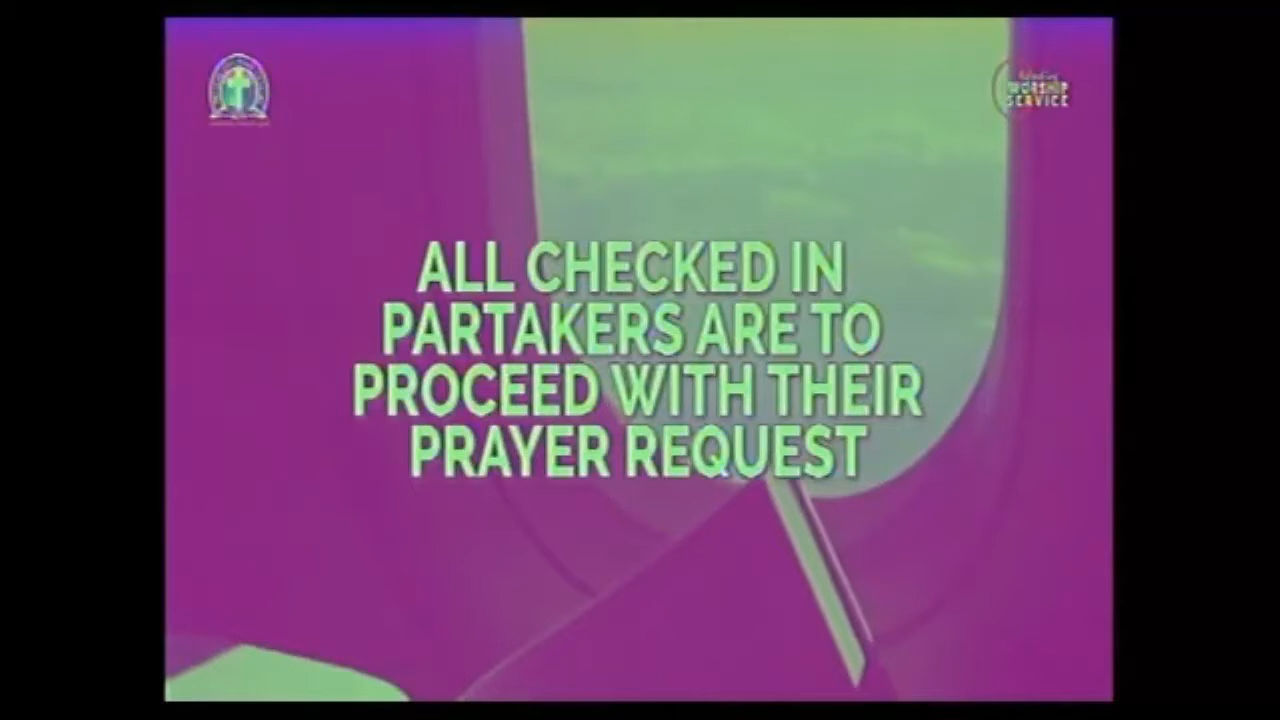 WORSHIP
SERVICE
ALL CHECKED IN
PARTAKERS ARE TO
PROCEED WITH THEIR
PRAYER REQUEST